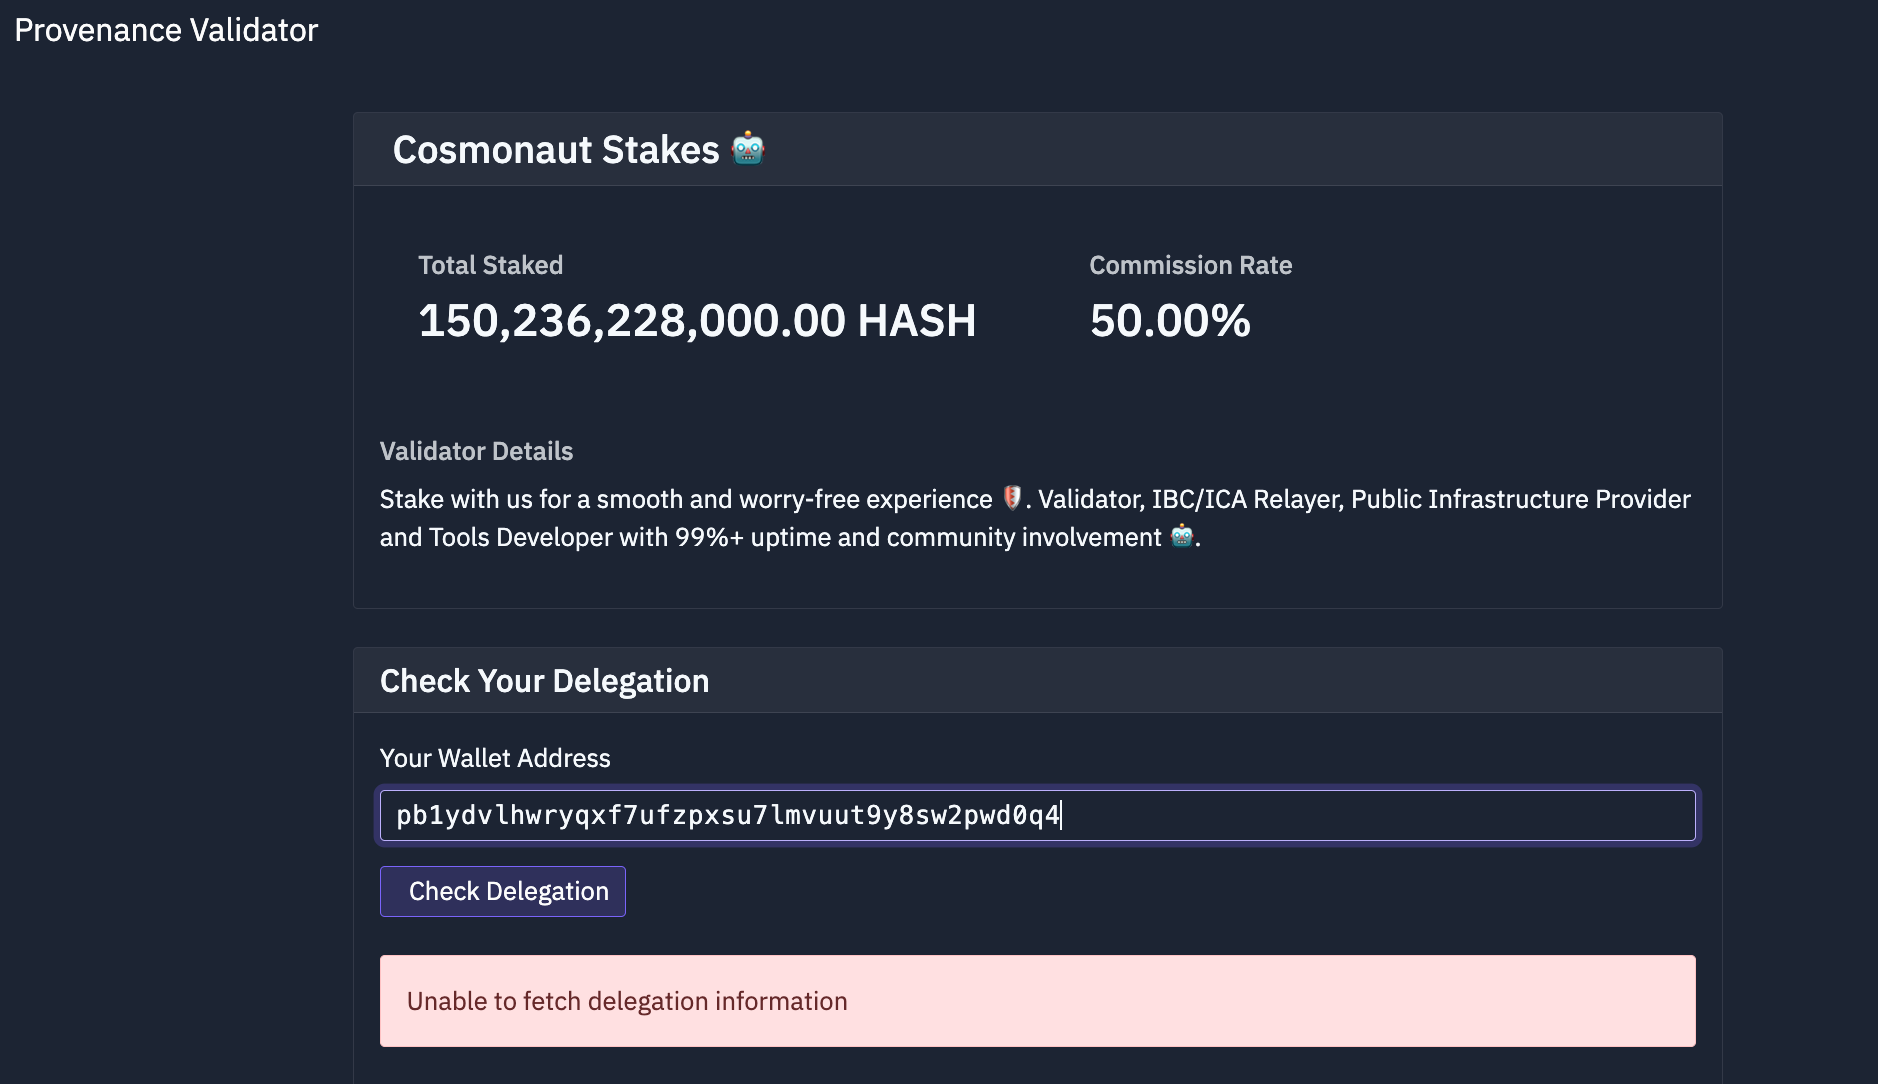 Provenance Validator
Cosmonaut Stakes 🤖
Total Staked
150,236,228,000.00 HASH
Commission Rate
50.00%
Validator Details
Stake with us for a smooth and worry-free experience 🛡️. Validator, IBC/ICA Relayer, Public Infrastructure Provider
and Tools Developer with 99%+ uptime and community involvement 🤖.
Check Your Delegation
Your Wallet Address
pb1ydvlhwryqxf7ufzpxsu7lmvuut9y8sw2pwd0q4
Check Delegation
Unable to fetch delegation information